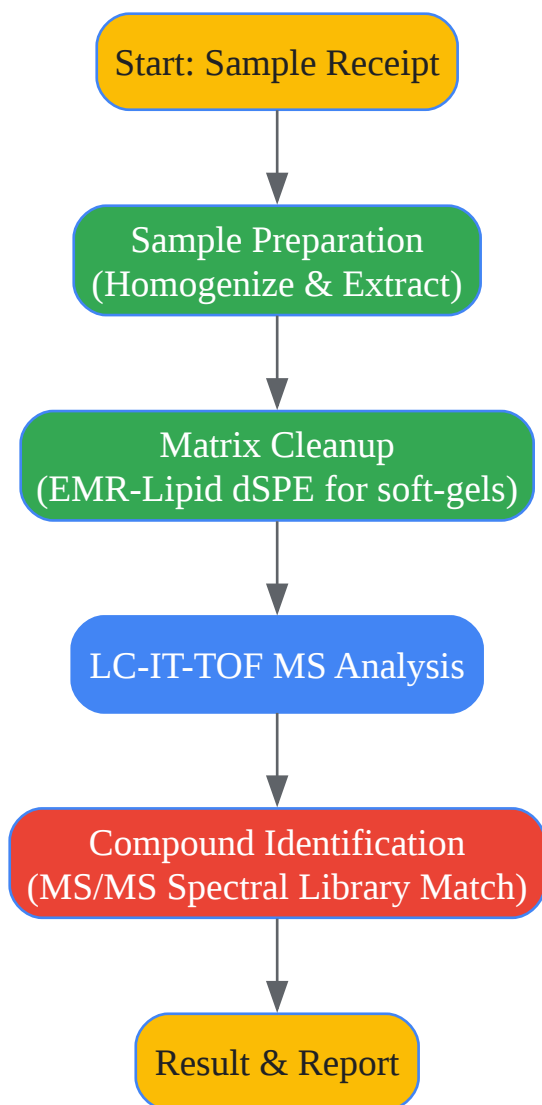 Start: Sample Receipt
Sample Preparation
(Homogenize & Extract)
Matrix Cleanup
(EMR-Lipid dSPE for soft-gels)
LC-IT-TOF MS Analysis
Compound Identification
(MS/MS Spectral Library Match)
Result & Report